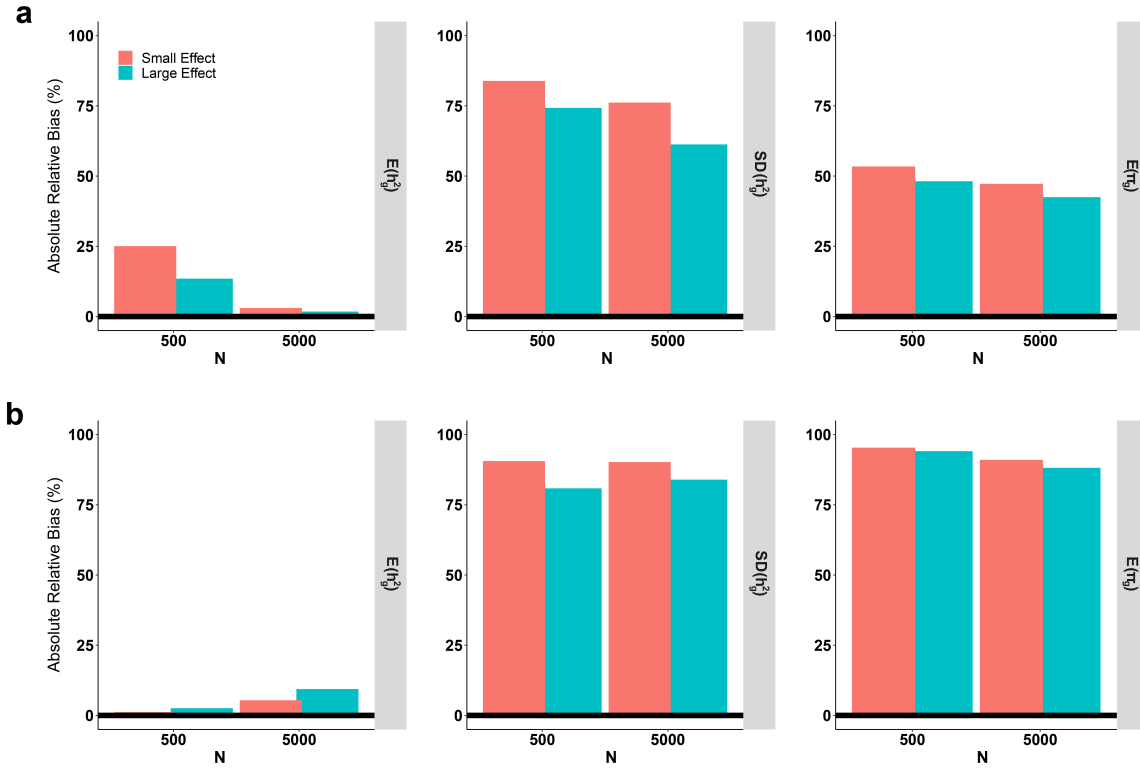 a
Absolute Relative Bias (%)
100
75
50
25
0
Small Effect
Large Effect
500 5000
N
E(h²g)
100
75
50
25
0
500 5000
N
SD(h²g)
100
75
50
25
0
500 5000
N
E(πg)
b
Absolute Relative Bias (%)
100
75
50
25
0
500 5000
N
E(h²g)
100
75
50
25
0
500 5000
N
SD(h²g)
100
75
50
25
0
500 5000
N
E(πg)